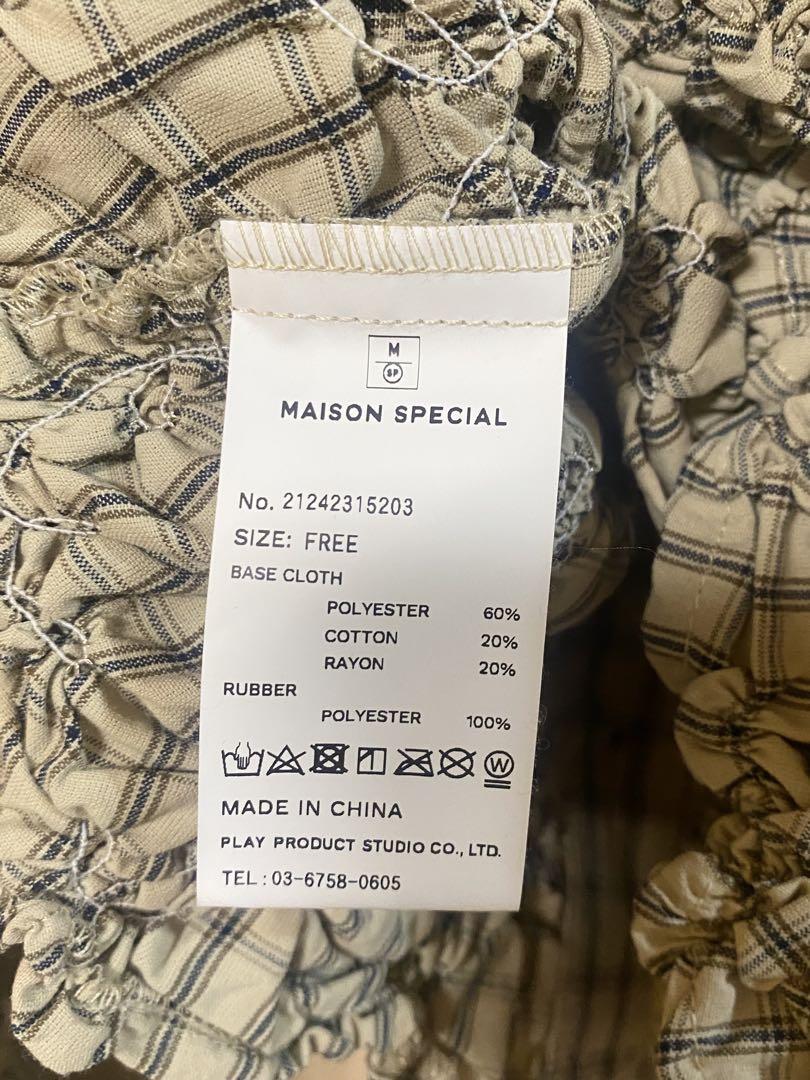 M
SP
MAISON SPECIAL
No. 21242315203
SIZE: FREE
BASE CLOTH
POLYESTER 60%
COTTON 20%
RAYON 20%
RUBBER
POLYESTER 100%
W
MADE IN CHINA
PLAY PRODUCT STUDIO CO., LTD.
TEL : 03-6758-0605